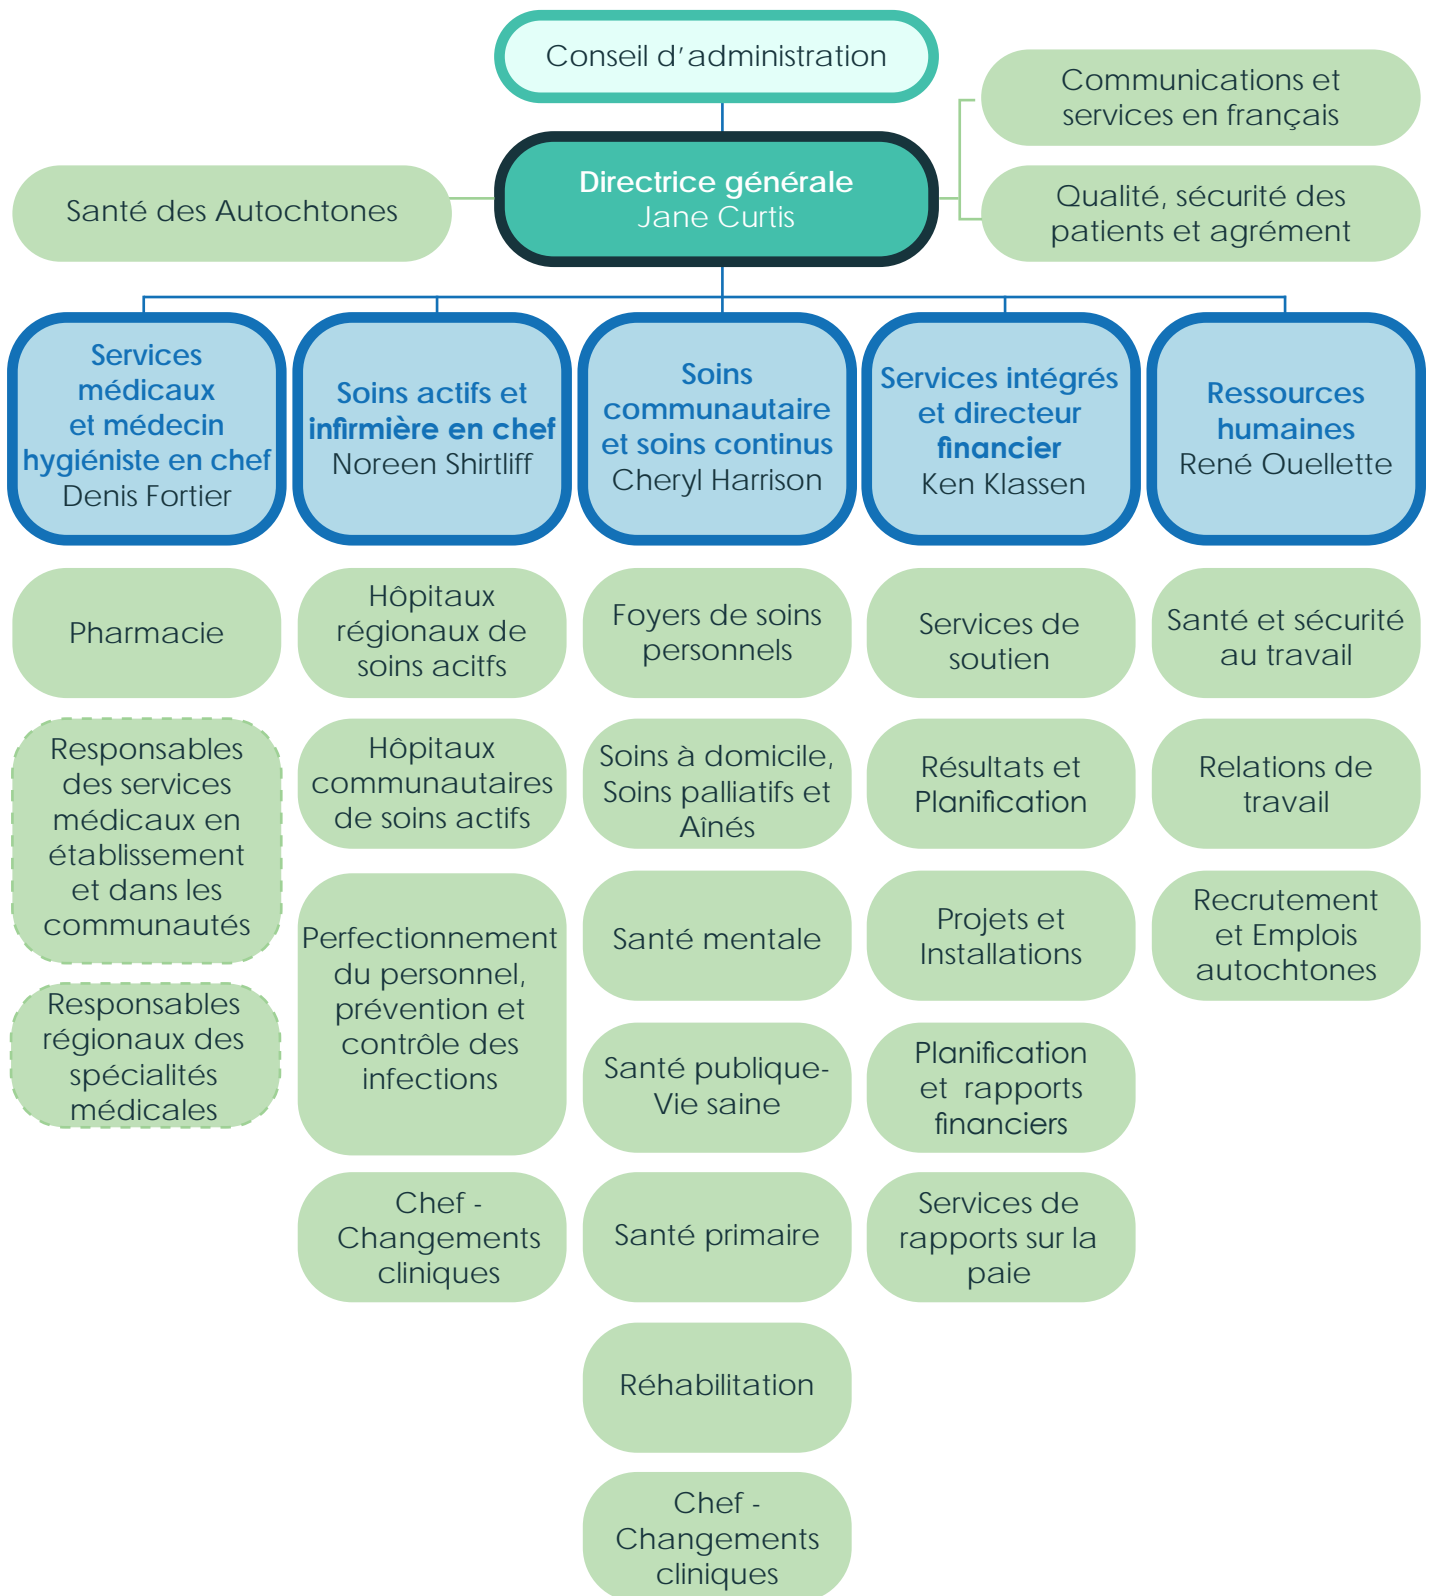 Conseil d'administration
Communications et
services en français
Directrice générale
Jane Curtis
Santé des Autochtones
Qualité, sécurité des
patients et agrément
Services
médicaux
et médecin
hygiéniste en chef
Denis Fortier
Soins actifs et
infirmière en chef
Noreen Shirtliff
Soins
communautaire
et soins continus
Cheryl Harrison
Services intégrés
et directeur
financier
Ken Klassen
Ressources
humaines
René Ouellette
Pharmacie
Responsables
des services
médicaux en
établissement
et dans les
communautés
Responsables
régionaux des
spécialités
médicales
Hôpitaux
régionaux de
soins acitfs
Hôpitaux
communautaires
de soins actifs
Perfectionnement
du personnel,
prévention et
contrôle des
infections
Chef -
Changements
cliniques
Foyers de soins
personnels
Soins à domicile,
Soins palliatifs et
Aînés
Santé mentale
Santé publique-
Vie saine
Santé primaire
Réhabilitation
Chef -
Changements
cliniques
Services de
soutien
Résultats et
Planification
Projets et
Installations
Planification
et rapports
financiers
Services de
rapports sur la
paie
Santé et sécurité
au travail
Relations de
travail
Recrutement
et Emplois
autochtones